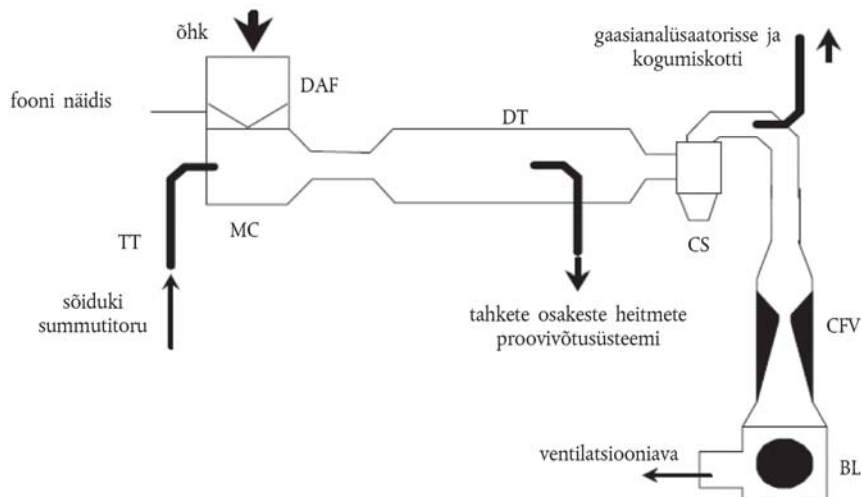 õhk
gaasianalüsaatorisse ja
kogumiskotti
DAF
fooni näidis
DT
MC
TT
CS
sõiduki
summutitoru
tahkete osakeste heitmete
proovivõtusüsteemi
CFV
ventilatsiooniava
BL